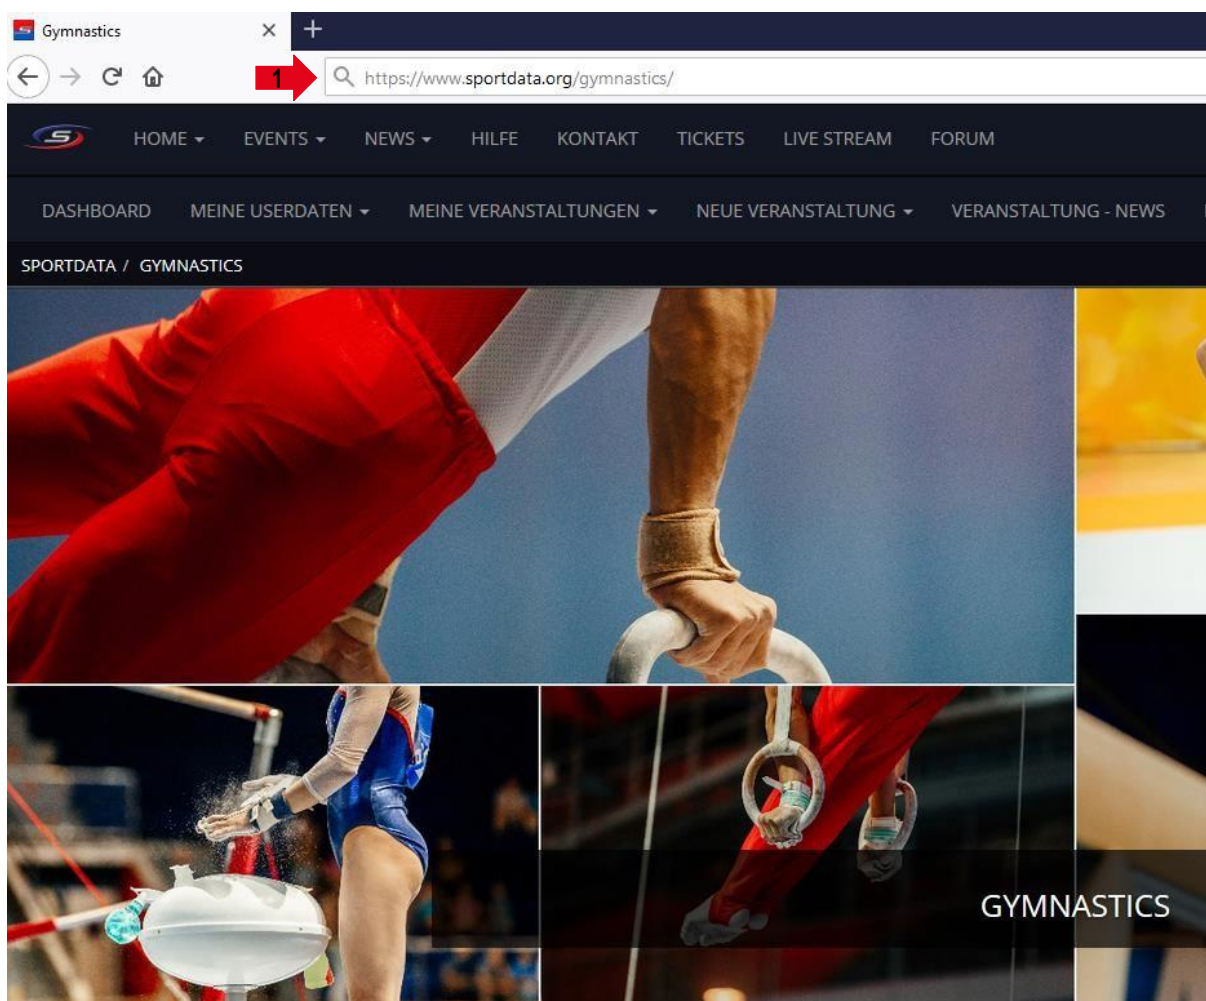 Gymnastics
1 https://www.sportdata.org/gymnastics/
HOME EVENTS NEWS HILFE KONTAKT TICKETS LIVE STREAM FORUM
DASHBOARD MEINE USERDATEN MEINE VERANSTALTUNGEN NEUE VERANSTALTUNG VERANSTALTUNG - NEWS
SPORTDATA / GYMNASTICS
GYMNASTICS